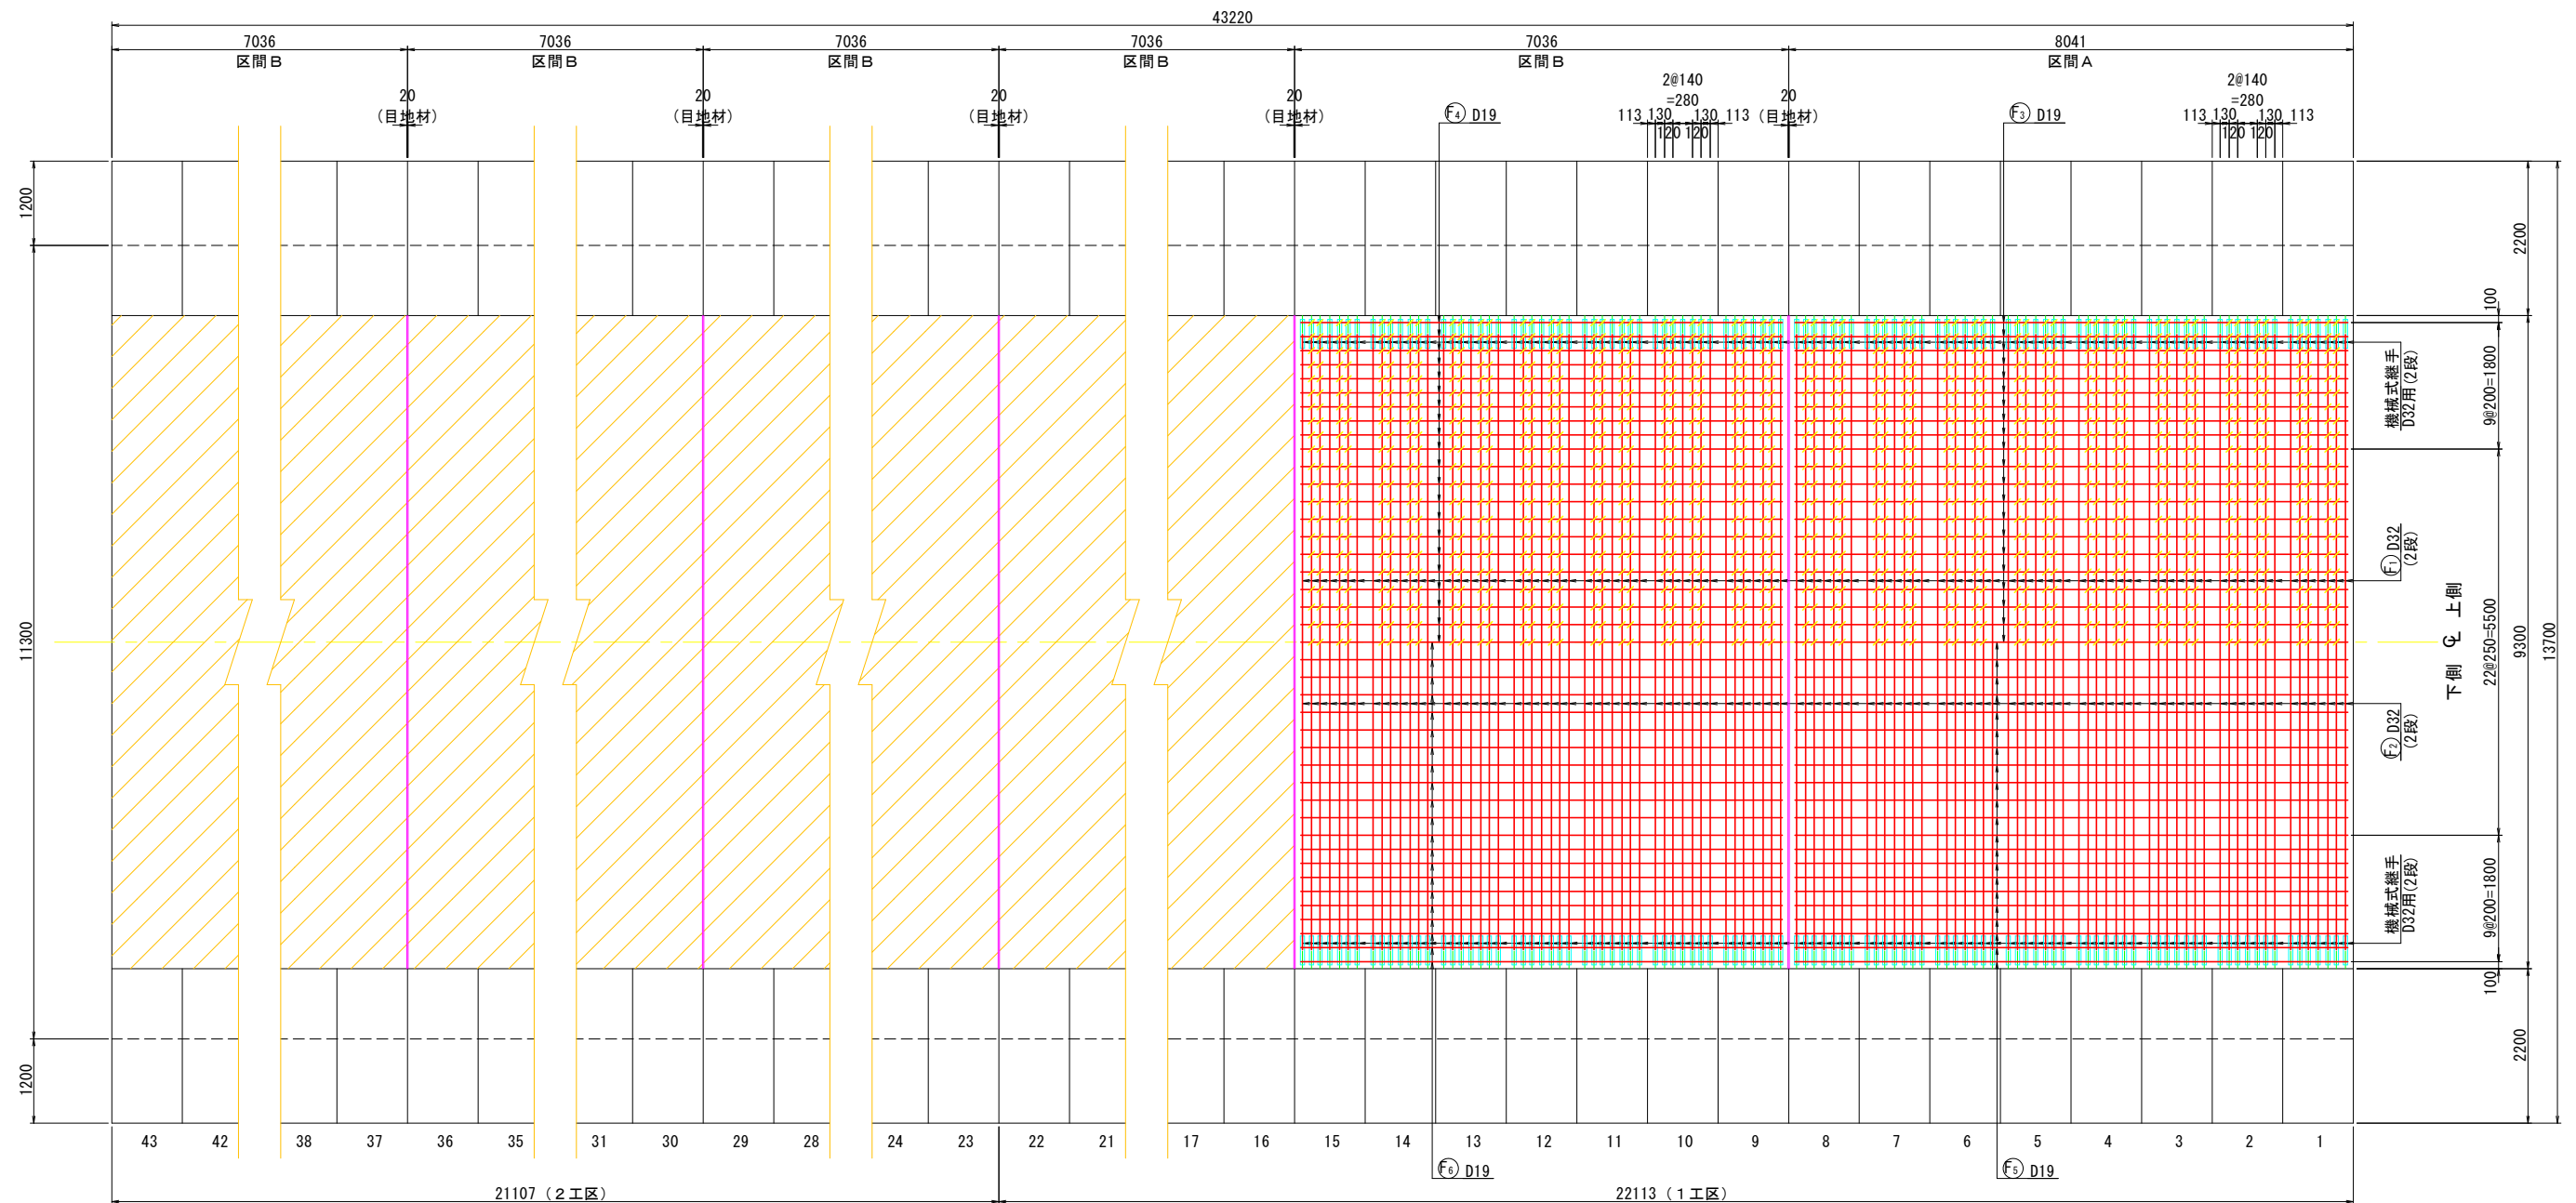 43220
7036 7036 7036 7036 7036 8041
区間B 区間B 区間B 区間B 区間B 区間A
2@140 2@140
=280 =280
20 20 20 20 20
(目地材) (目地材) (目地材) (目地材) (目地材)
F4 D19
113 130 120 120 130 113
F3 D19
113 130 120 120 130 113
1200
11300
1200
2200
100
9@200=1800
22@250=5500
9@200=1800
100
2200
9300
13700
機械式継手
D32用(2段)
F1 D32
(2段)
下側 CL 上側
F2 D32
(2段)
機械式継手
D32用(2段)
43 42 38 37 36 35 31 30 29 28 24 23 22 21 17 16 15 14 13 12 11 10 9 8 7 6 5 4 3 2 1
F6 D19
F5 D19
21107 (2工区)
22113 (1工区)